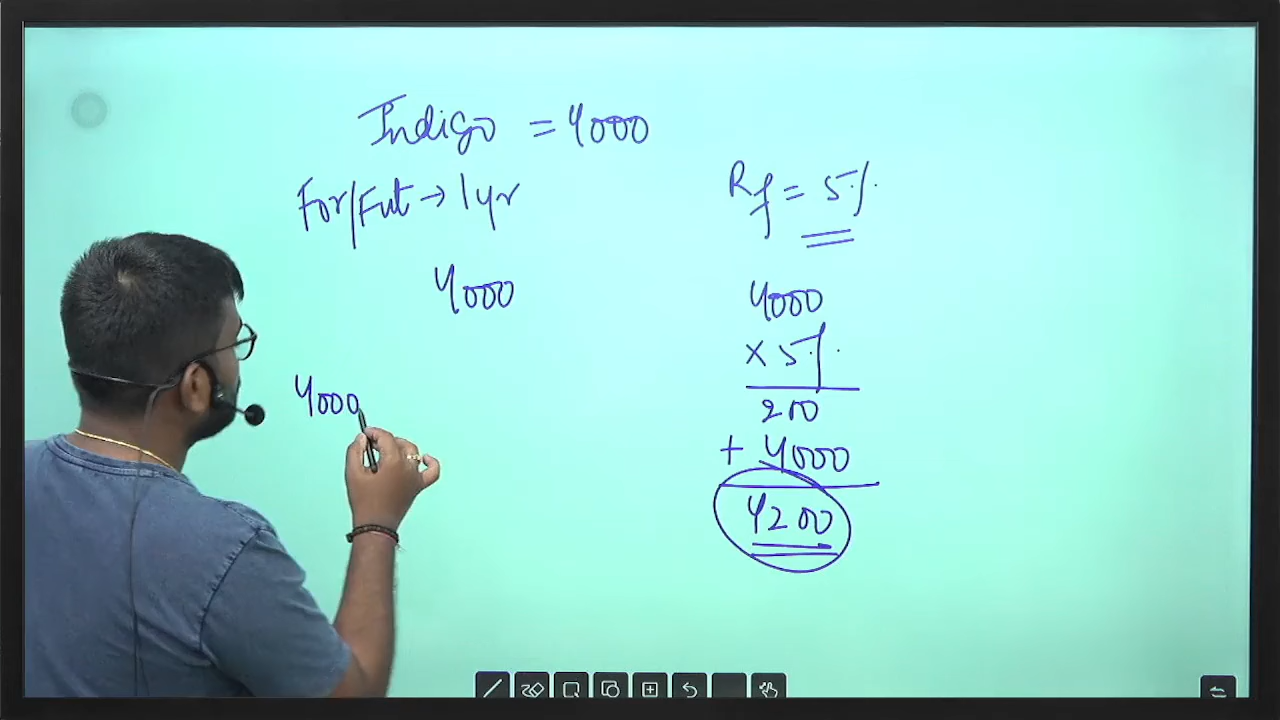 Indigo = 4000
For/Fut → 1yr
4000
4000
Rf = 5%
4000
x 5%
200
+ 4000
4200